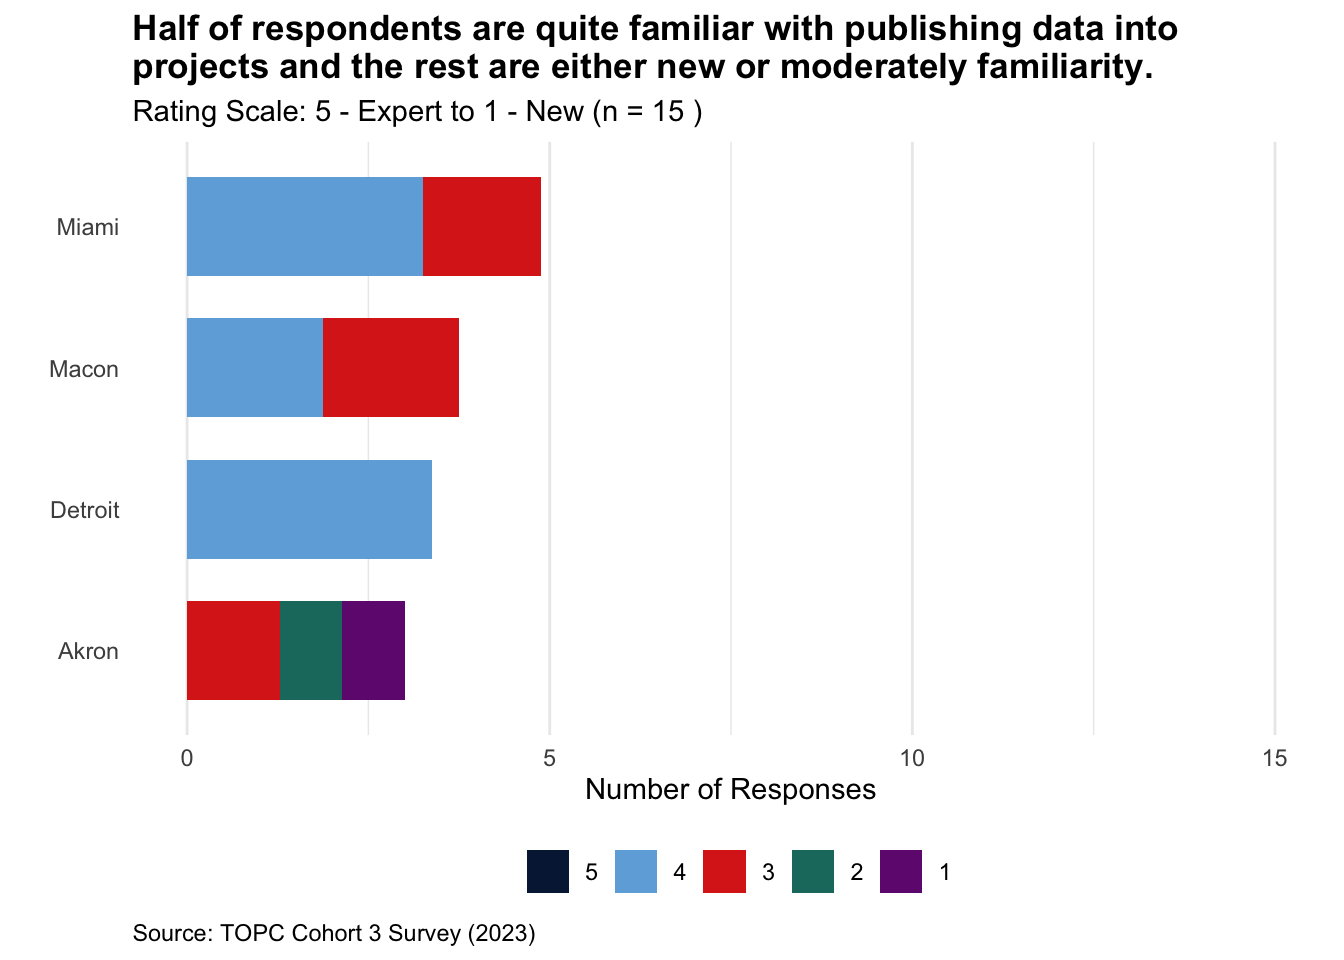 Half of respondents are quite familiar with publishing data into
projects and the rest are either new or moderately familiarity.
Rating Scale: 5 - Expert to 1 - New (n = 15 )
Miami
Macon
Detroit
Akron
0 5 10 15
Number of Responses
5 4 3 2 1
Source: TOPC Cohort 3 Survey (2023)